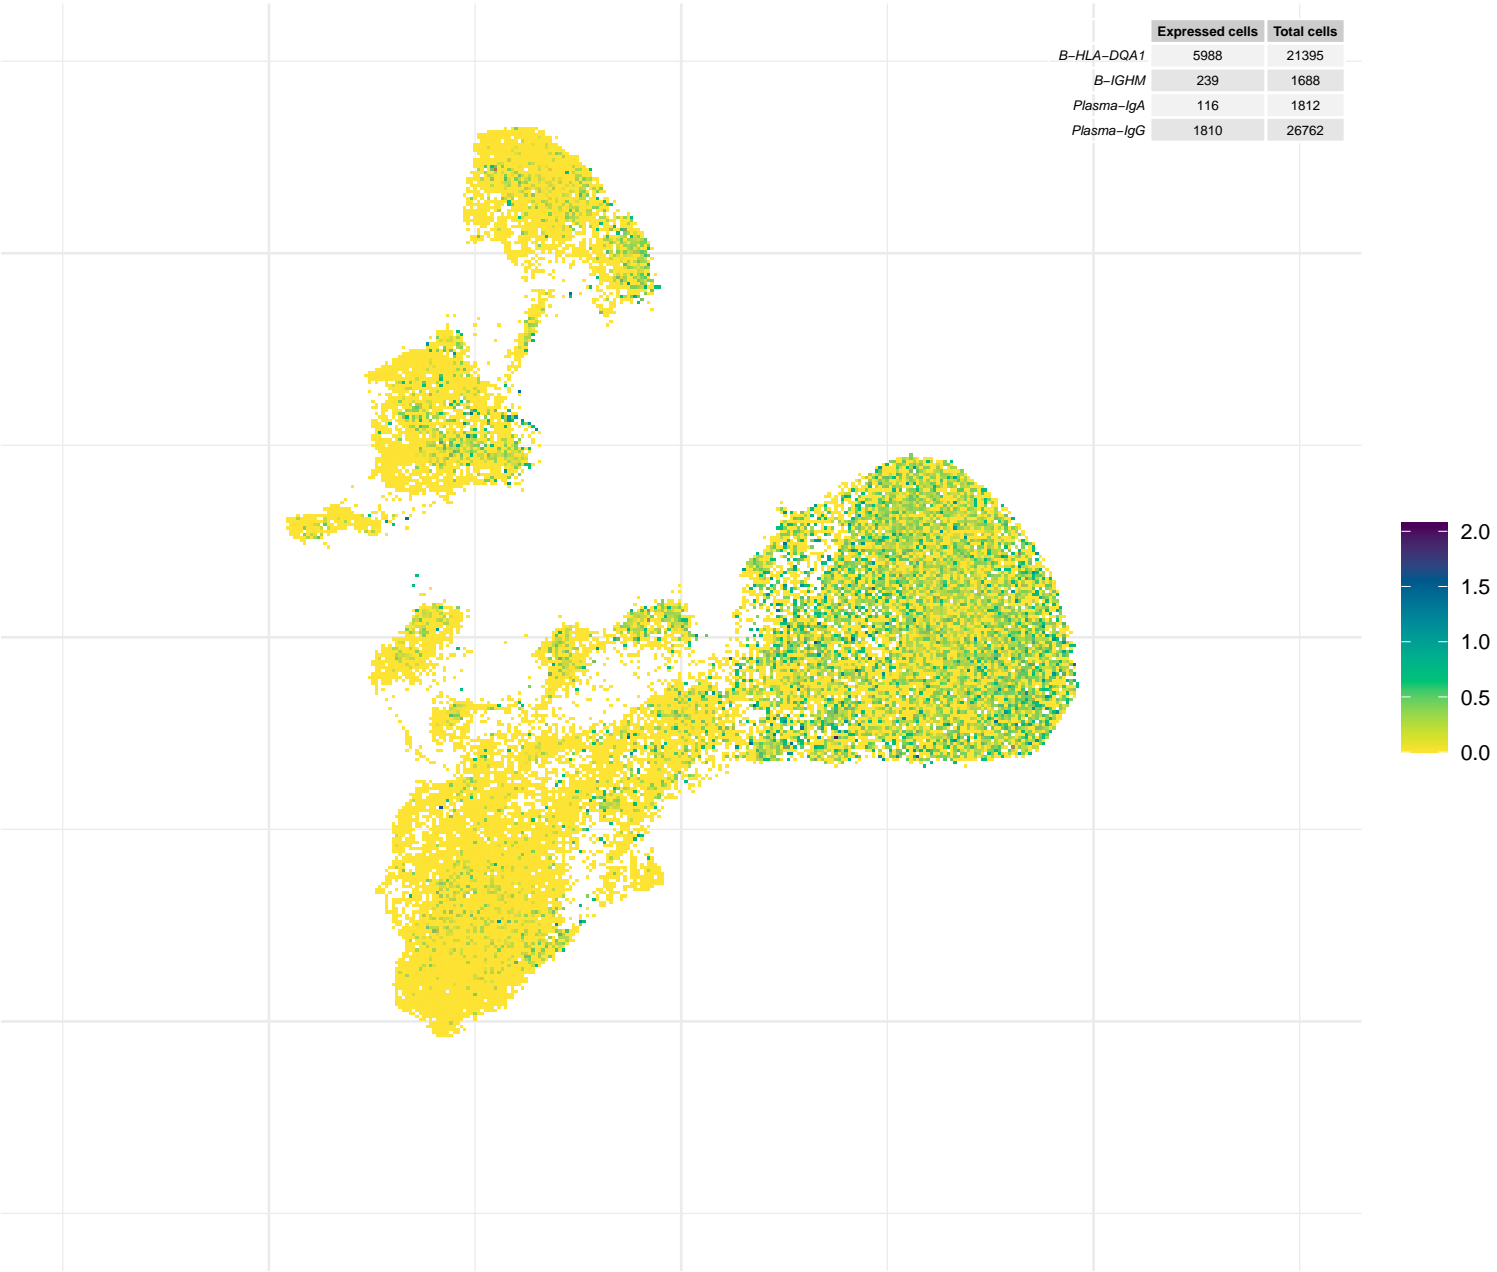 Expressed cells Total cells
B−HLA−DQA1 5988 21395
B−IGHM 239 1688
Plasma−IgA 116 1812
Plasma−IgG 1810 26762
2.0
1.5
1.0
0.5
0.0